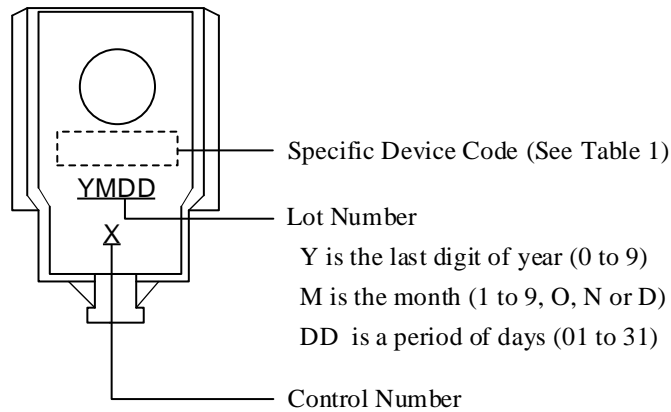 Specific Device Code (See Table 1)
YMDD
Lot Number
X
Y is the last digit of year (0 to 9)
M is the month (1 to 9, O, N or D)
DD is a period of days (01 to 31)
Control Number